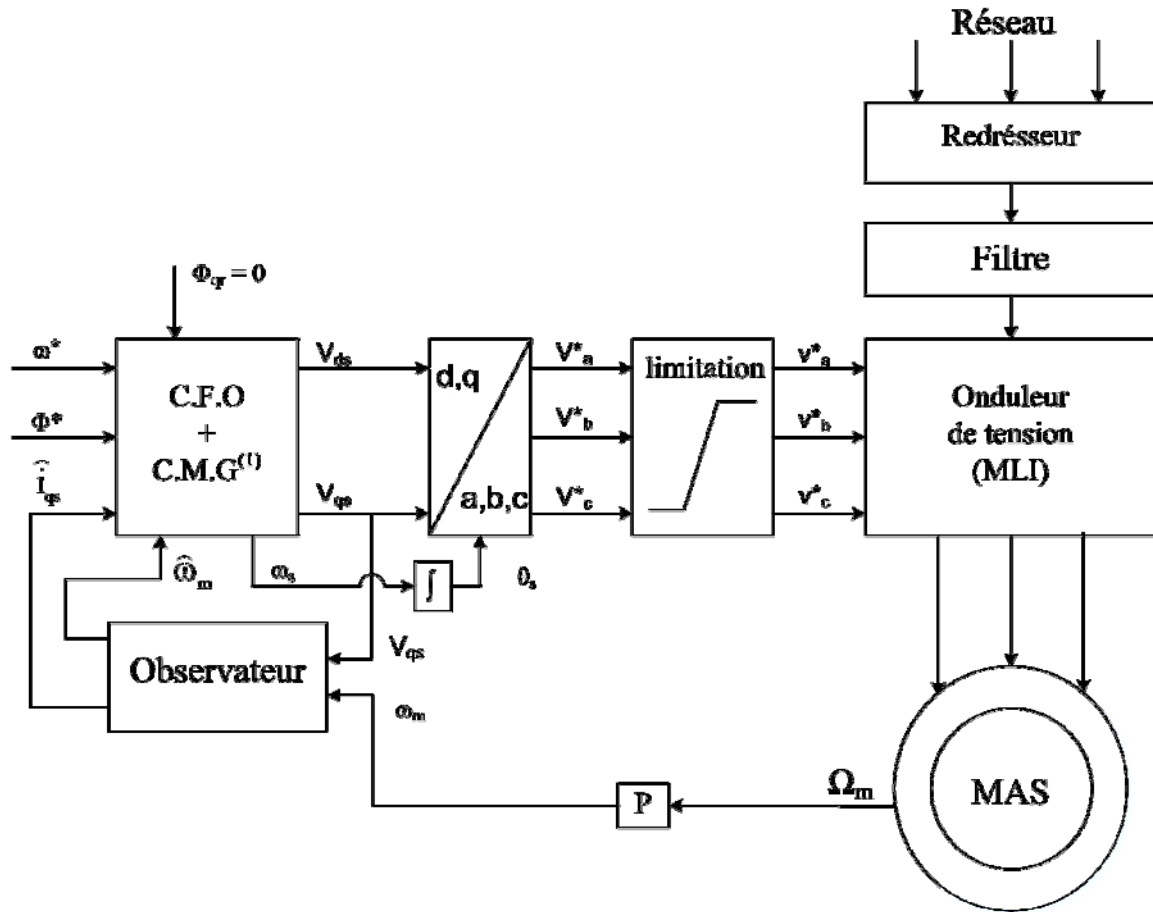 Réseau
Redrésseur
Filtre
Φqr = 0
ω*
Φ*
îqs
C.F.O
+
C.M.G(1)
Vds
Vqs
d,q
a,b,c
V*a
V*b
V*c
limitation
v*a
v*b
v*c
Onduleur
de tension
(MLI)
ω̂m
ωs
∫
θs
Observateur
Vqs
ωm
P
Ωm
MAS